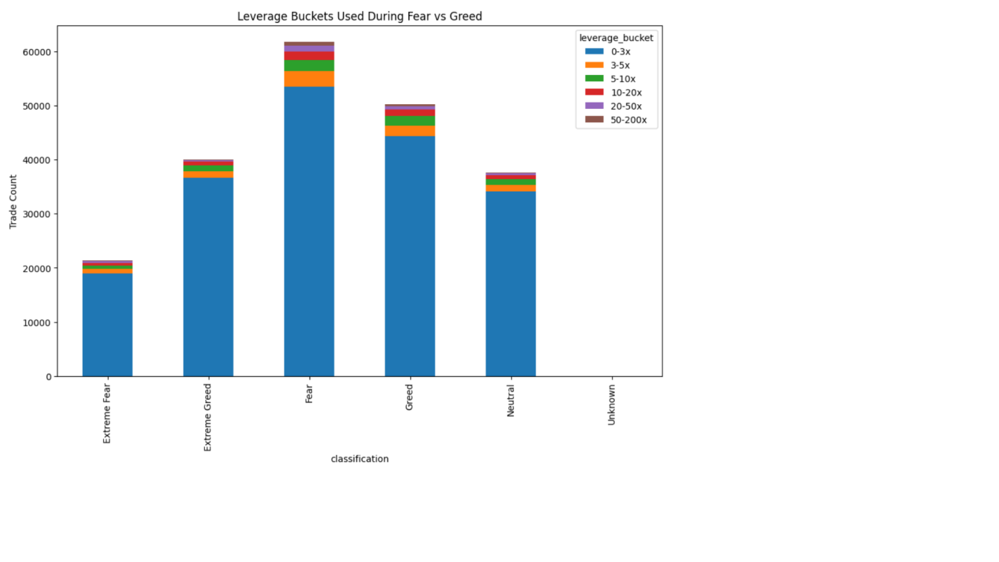 Leverage Buckets Used During Fear vs Greed
leverage_bucket
0-3x
3-5x
5-10x
10-20x
20-50x
50-200x
Trade Count
60000
50000
40000
30000
20000
10000
0
Extreme Fear
Extreme Greed
Fear
Greed
Neutral
Unknown
classification